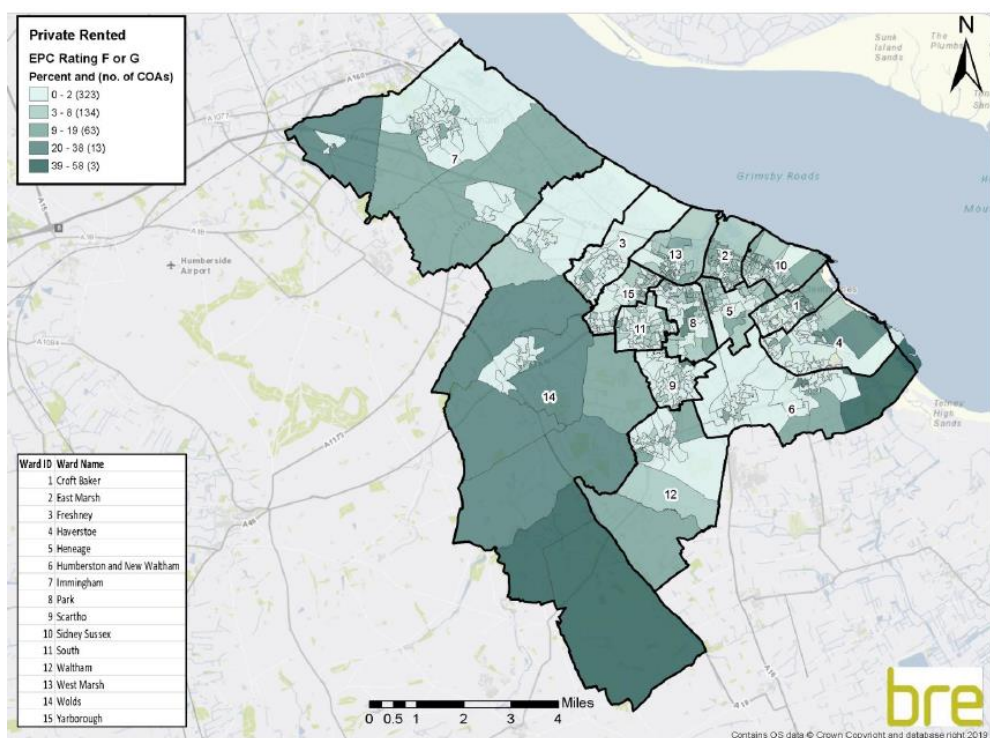 Private Rented
EPC Rating F or G
Percent and (no. of COAs)
0 - 2 (323)
3 - 8 (134)
9 - 19 (63)
20 - 38 (13)
39 - 58 (3)
N
Sunk
Island
Sands
The
Grimsby Roads
Humberside
Airport
Tetney
High
Sands
A1173
A46
A18
A16
7
3
13
2
10
15
1
5
11
8
4
9
14
6
12
Ward ID Ward Name
1 Croft Baker
2 East Marsh
3 Freshney
4 Haverstoe
5 Heneage
6 Humberston and New Waltham
7 Immingham
8 Park
9 Scartho
10 Sidney Sussex
11 South
12 Waltham
13 West Marsh
14 Wolds
15 Yarborough
Miles
0 0.5 1 2 3 4
bre
Contains OS data © Crown Copyright and database right 2019